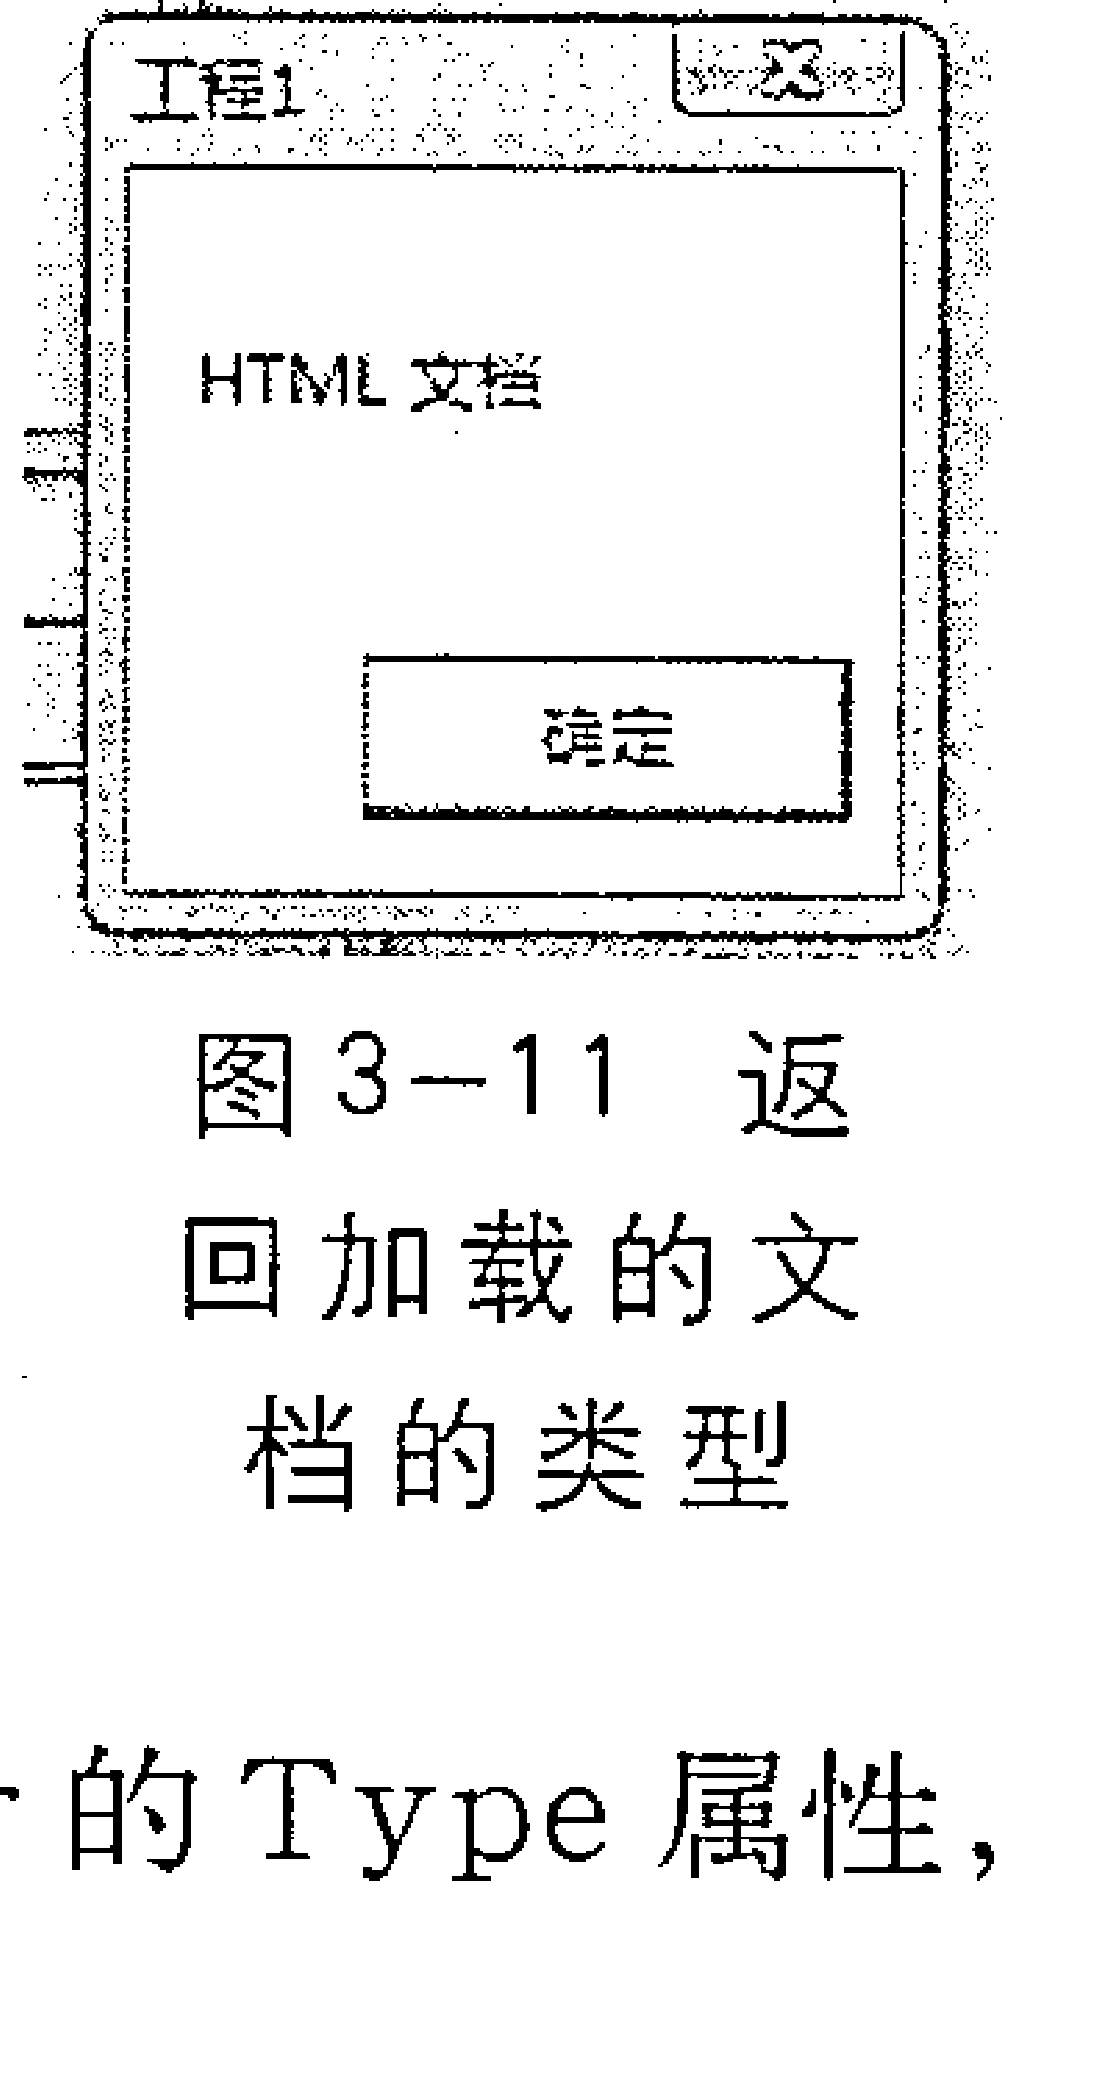 工程1
HTML 文档
确定
图 3-11 返
回加载的文
档的类型
的 Type 属性,